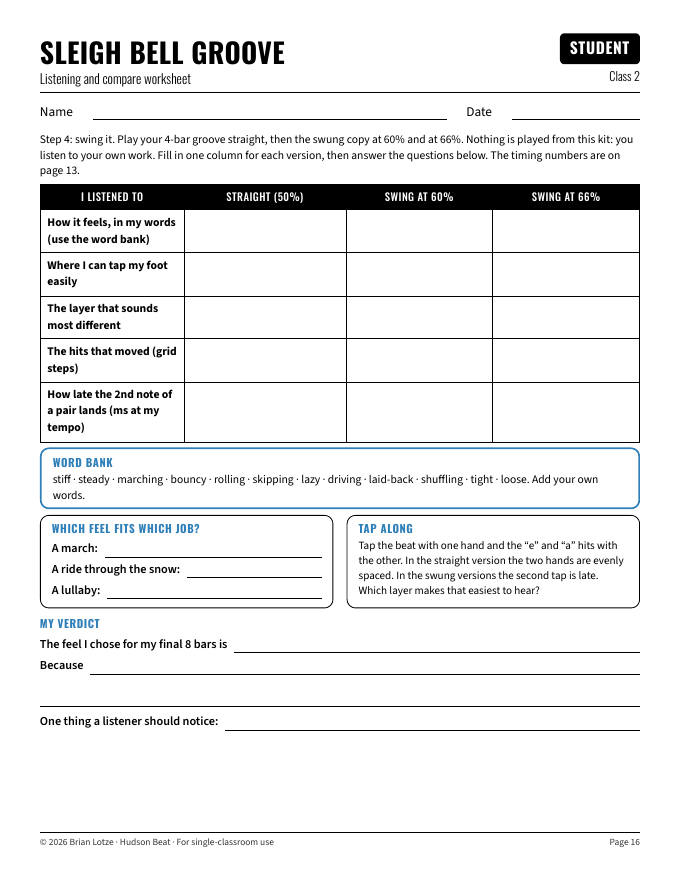 SLEIGH BELL GROOVE
STUDENT
Listening and compare worksheet
Class 2
Name
Date
Step 4: swing it. Play your 4-bar groove straight, then the swung copy at 60% and at 66%. Nothing is played from this kit: you
listen to your own work. Fill in one column for each version, then answer the questions below. The timing numbers are on
page 13.
I LISTENED TO STRAIGHT (50%) SWING AT 60% SWING AT 66%
How it feels, in my words
(use the word bank)
Where I can tap my foot
easily
The layer that sounds
most different
The hits that moved (grid
steps)
How late the 2nd note of
a pair lands (ms at my
tempo)
WORD BANK
stiff · steady · marching · bouncy · rolling · skipping · lazy · driving · laid-back · shuffling · tight · loose. Add your own
words.
WHICH FEEL FITS WHICH JOB?
A march:
A ride through the snow:
A lullaby:
TAP ALONG
Tap the beat with one hand and the “e” and “a” hits with
the other. In the straight version the two hands are evenly
spaced. In the swung versions the second tap is late.
Which layer makes that easiest to hear?
MY VERDICT
The feel I chose for my final 8 bars is
Because
One thing a listener should notice:
© 2026 Brian Lotze · Hudson Beat · For single-classroom use
Page 16